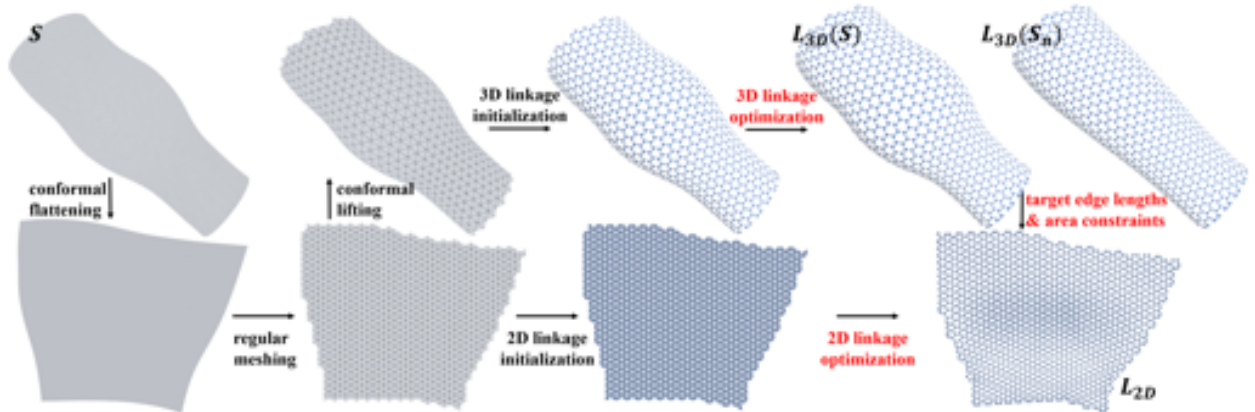 S
L3D(S)
L3D(Sn)
3D linkage
initialization
3D linkage
optimization
conformal
flattening
conformal
lifting
target edge lengths
& area constraints
regular
meshing
2D linkage
initialization
2D linkage
optimization
L2D